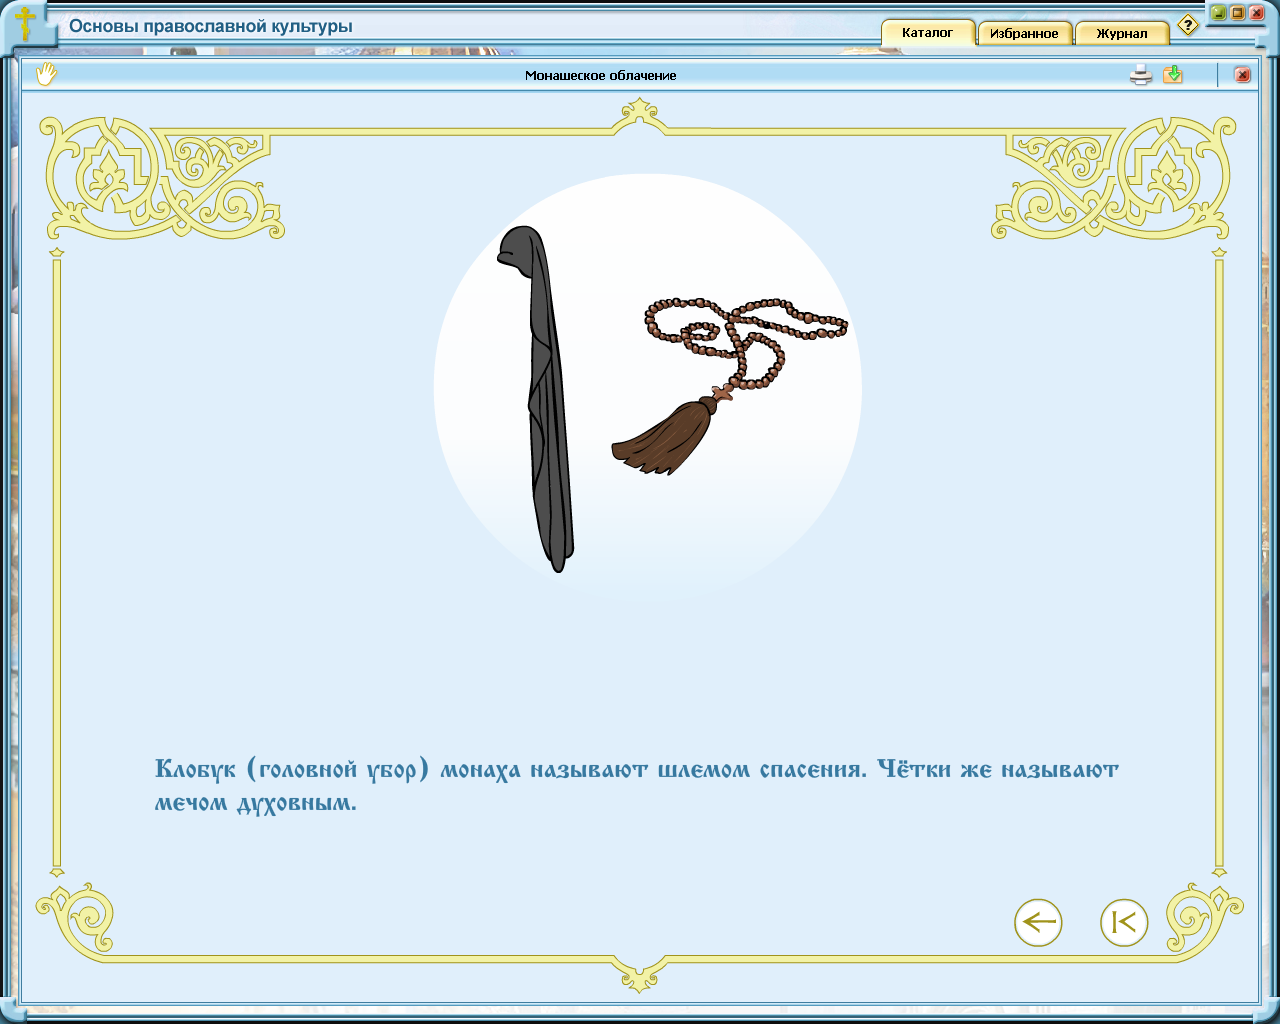 Основы православной культуры
Каталог
Избранное
Журнал
?
Монашеское облачение
Клобук (головной убор) монаха называют шлемом спасения. Чётки же называют
мечом духовным.